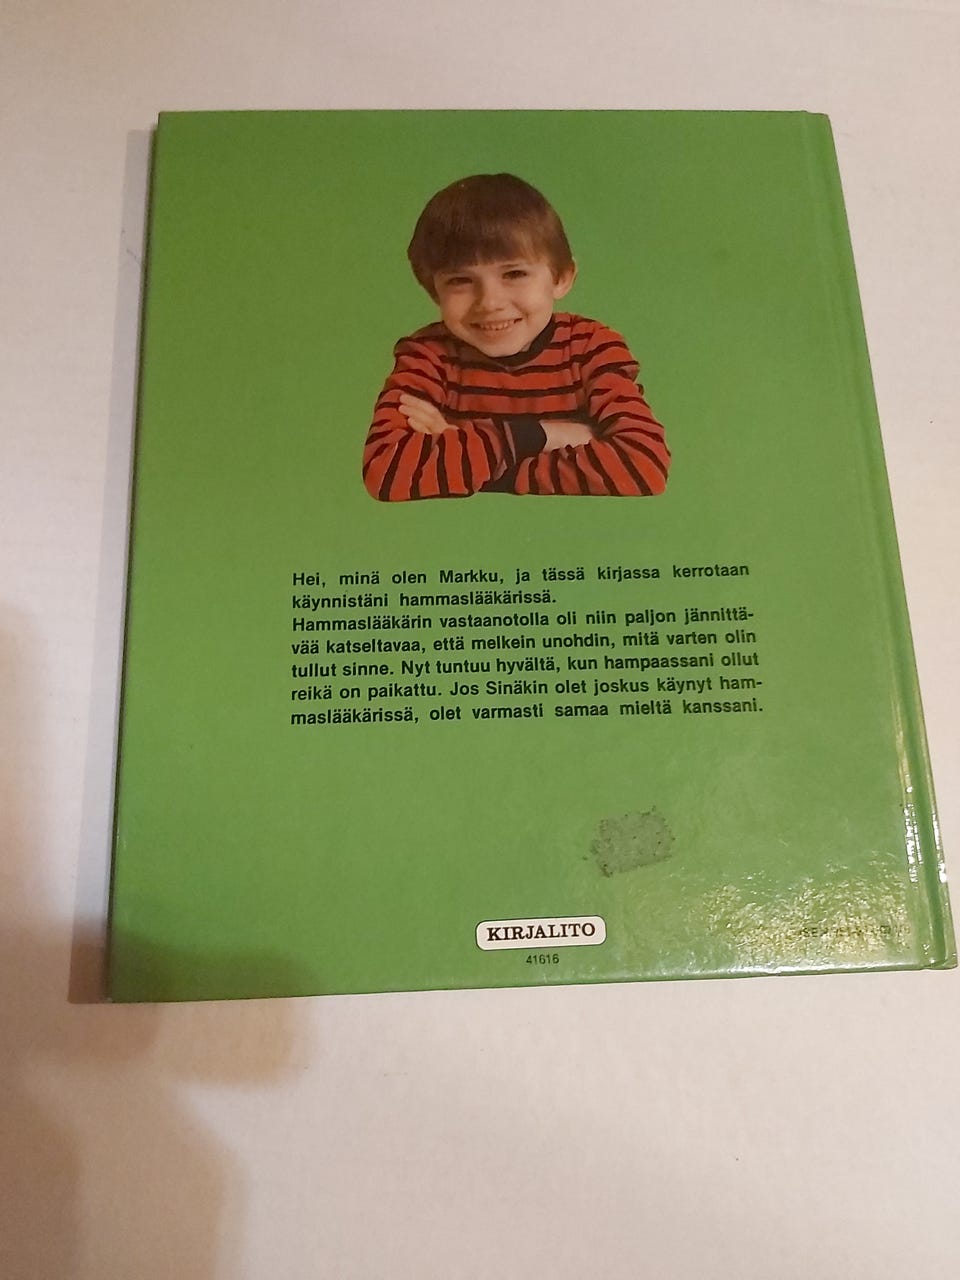 Hei, minä olen Markku, ja tässä kirjassa kerrotaan
käynnistäni hammaslääkärissä.
Hammaslääkärin vastaanotolla oli niin paljon jännittä-
vää katseltavaa, että melkein unohdin, mitä varten olin
tullut sinne. Nyt tuntuu hyvältä, kun hampaassani ollut
reikä on paikattu. Jos Sinäkin olet joskus käynyt ham-
maslääkärissä, olet varmasti samaa mieltä kanssani.
KIRJALITO
41616